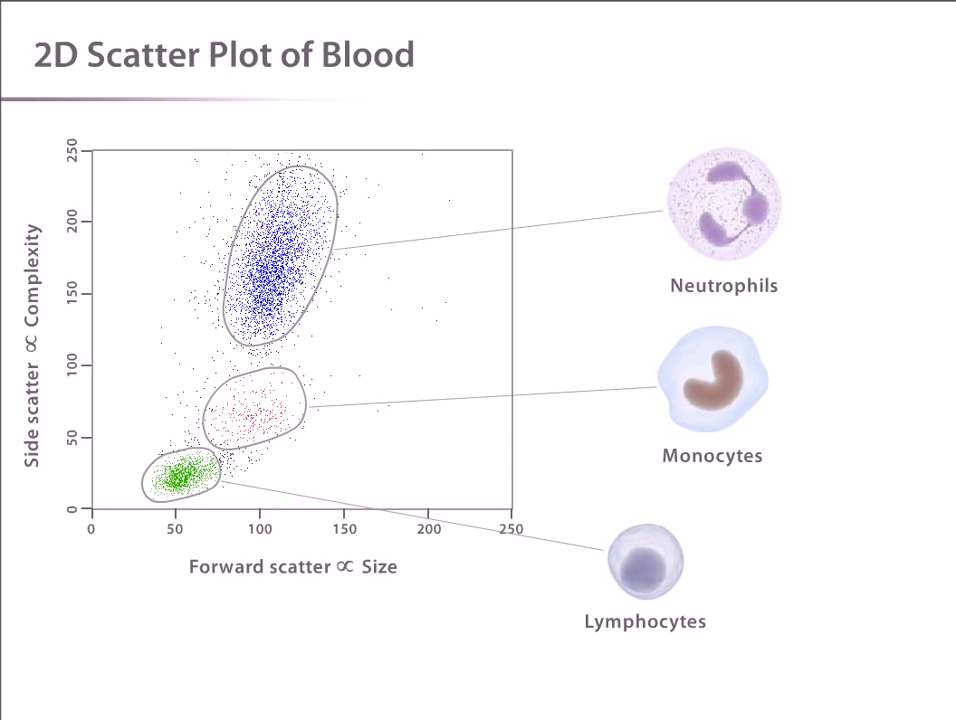 2D Scatter Plot of Blood
250
200
150
100
50
0
Side scatter ∝ Complexity
0 50 100 150 200 250
Forward scatter ∝ Size
Neutrophils
Monocytes
Lymphocytes